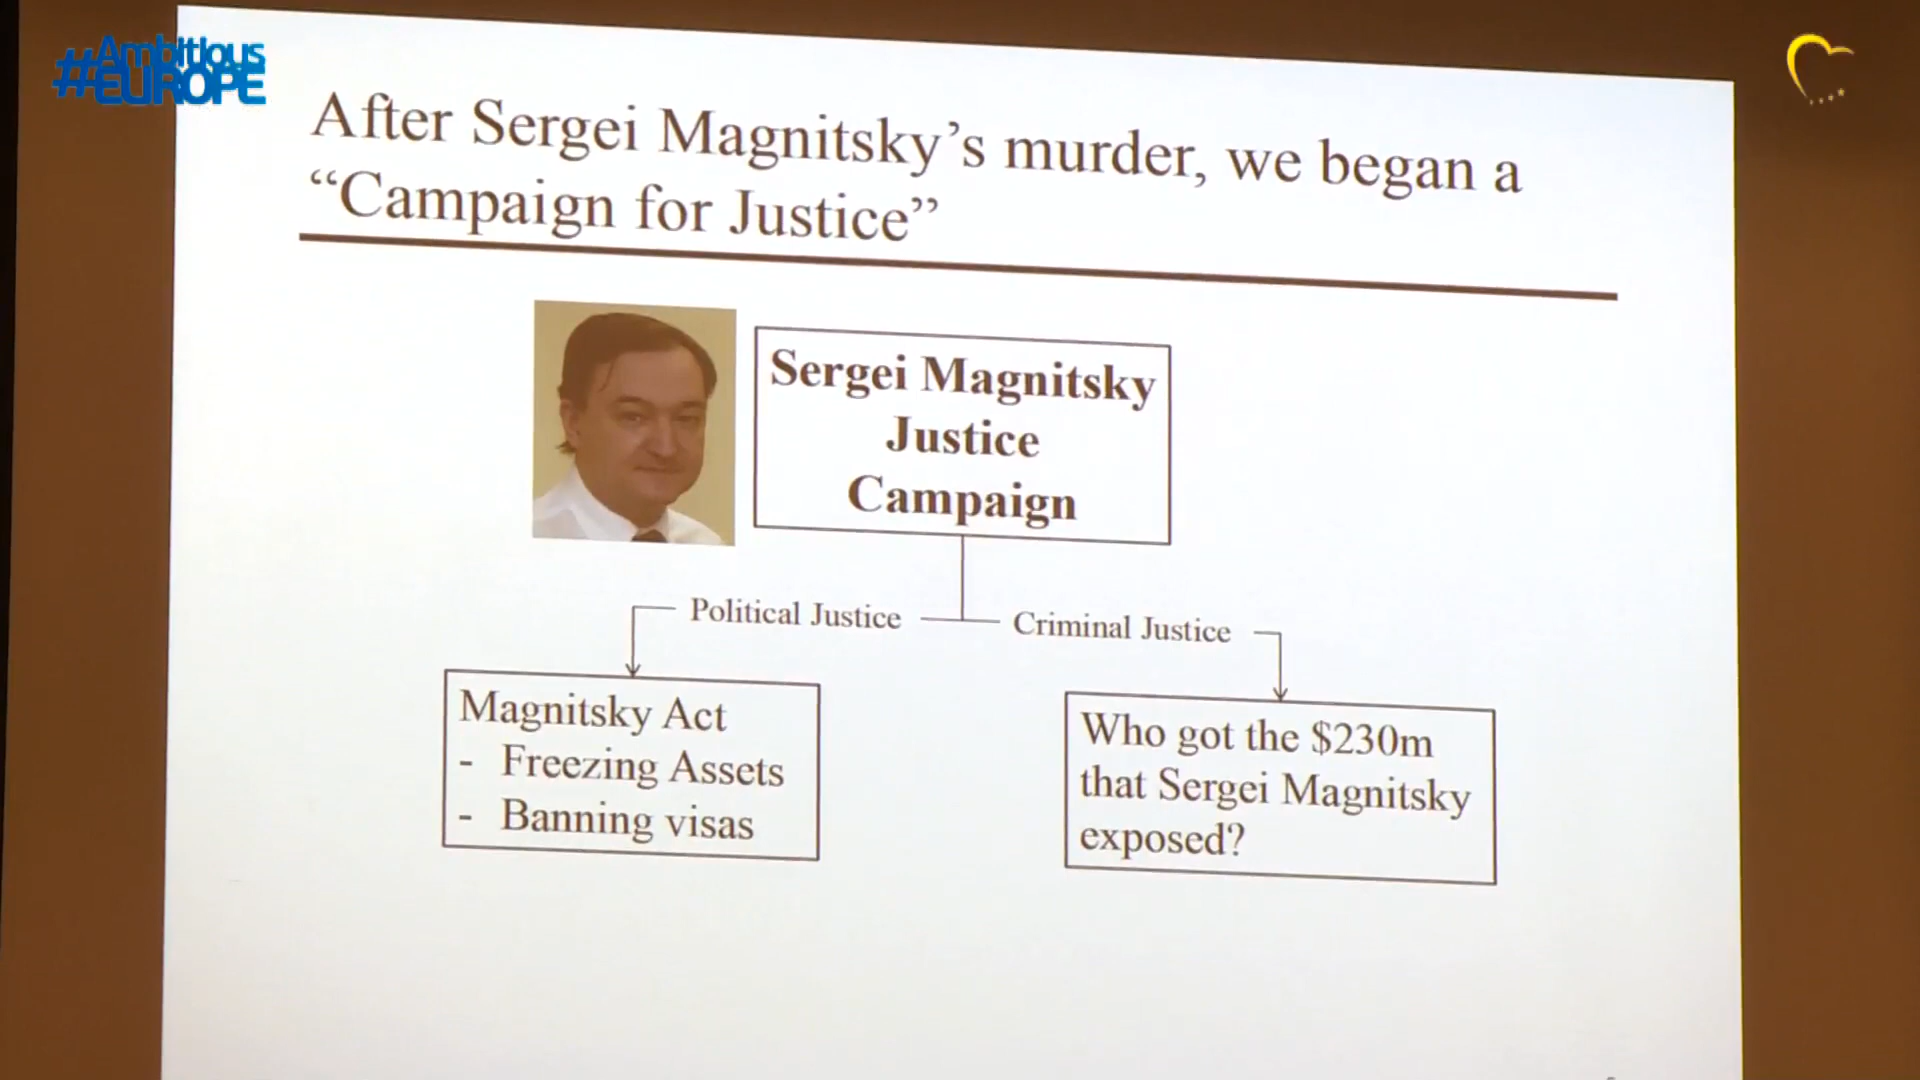 #Ambitious
EUROPE
After Sergei Magnitsky’s murder, we began a
“Campaign for Justice”
Sergei Magnitsky
Justice
Campaign
Political Justice
Criminal Justice
Magnitsky Act
- Freezing Assets
- Banning visas
Who got the $230m
that Sergei Magnitsky
exposed?